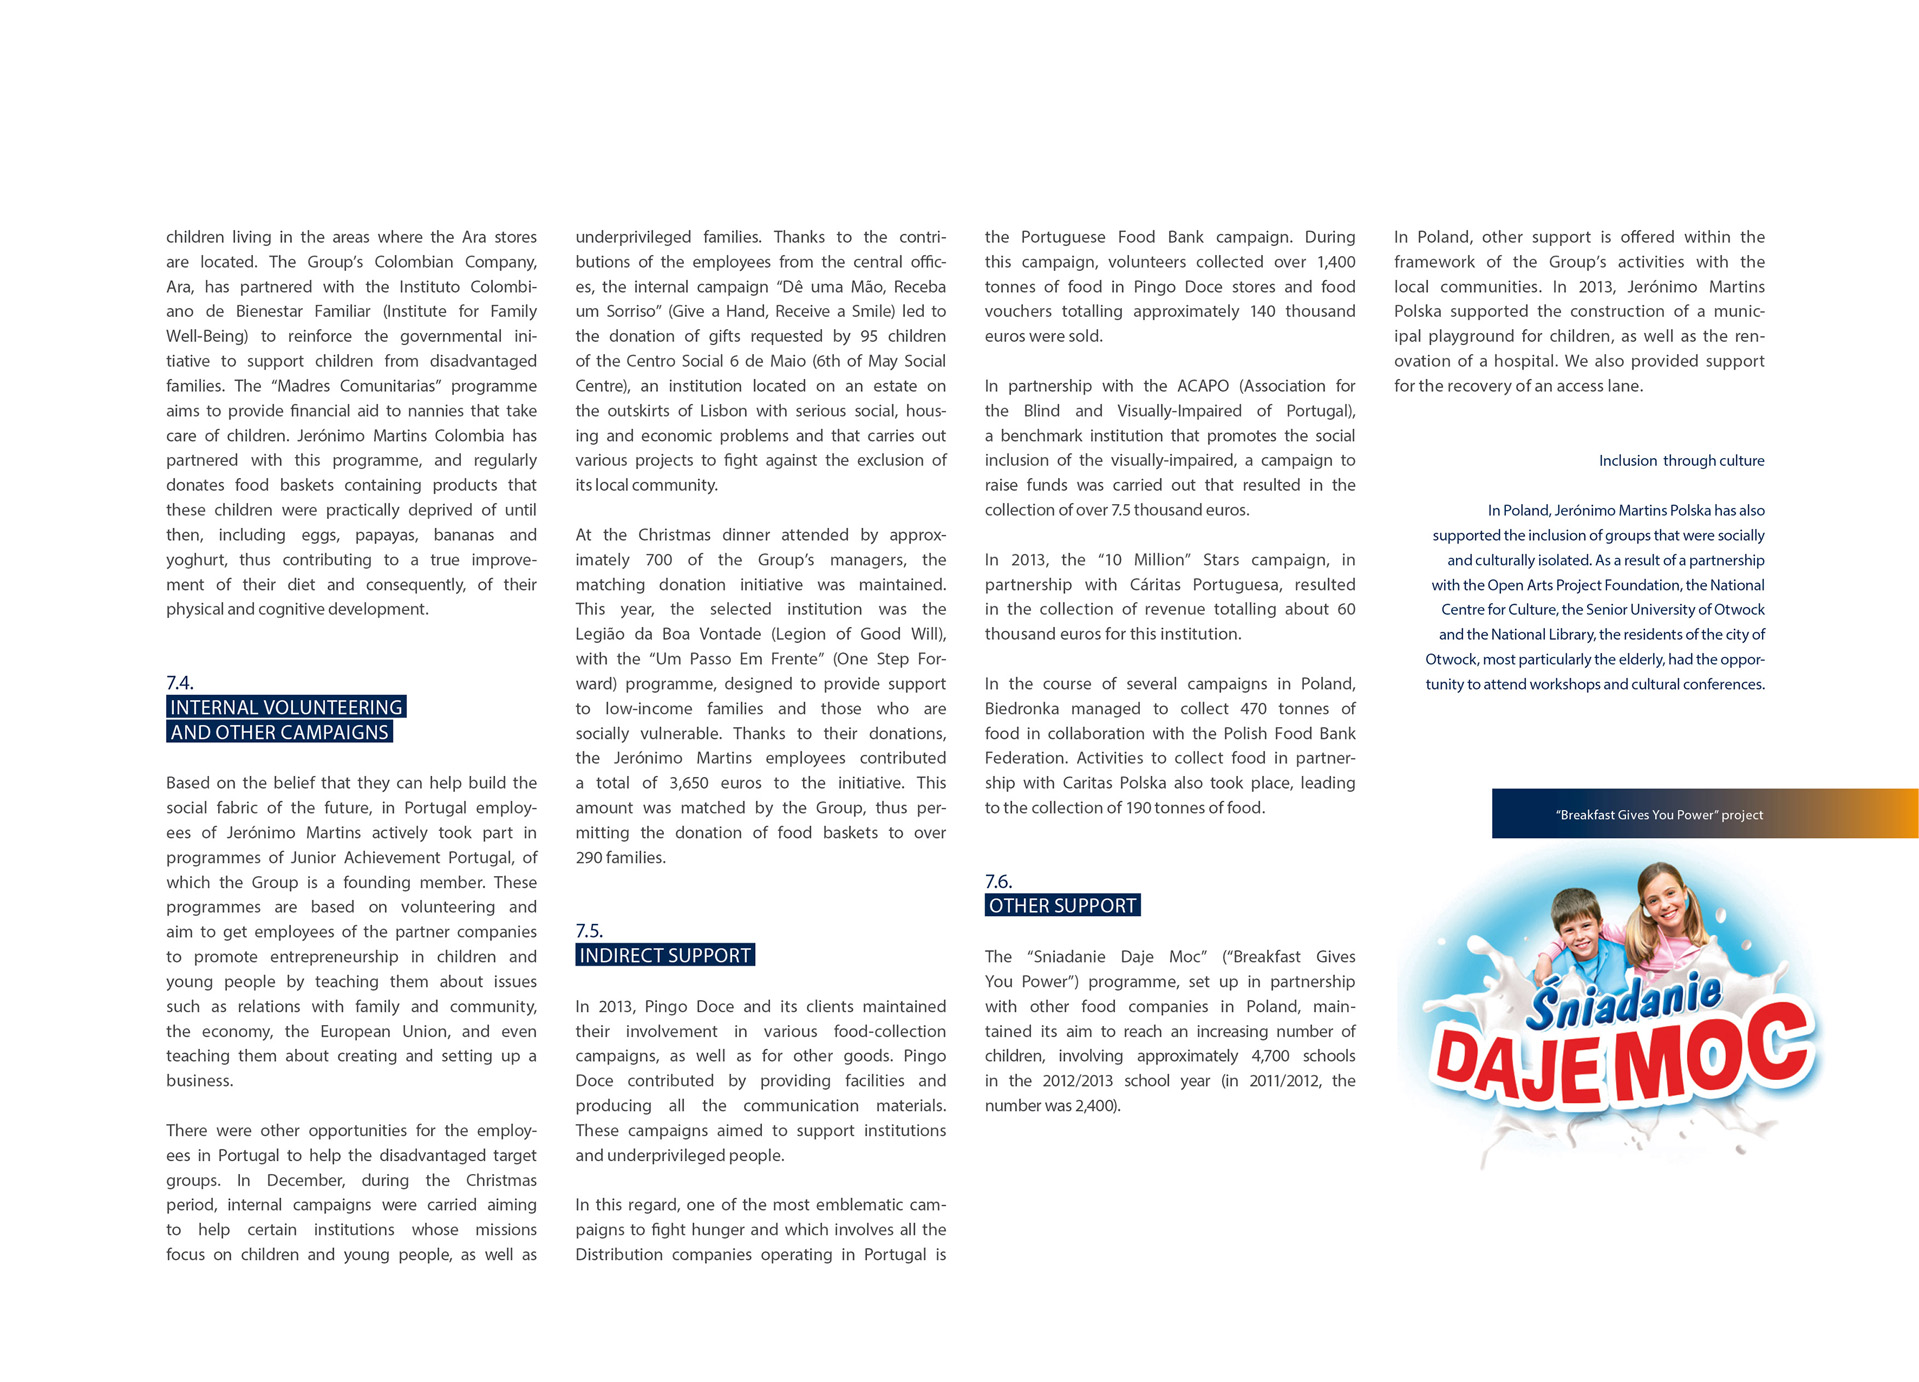 children living in the areas where the Ara stores
are located. The Group’s Colombian Company,
Ara, has partnered with the Instituto Colombi-
ano de Bienestar Familiar (Institute for Family
Well-Being) to reinforce the governmental ini-
tiative to support children from disadvantaged
families. The “Madres Comunitarias” programme
aims to provide financial aid to nannies that take
care of children. Jerónimo Martins Colombia has
partnered with this programme, and regularly
donates food baskets containing products that
these children were practically deprived of until
then, including eggs, papayas, bananas and
yoghurt, thus contributing to a true improve-
ment of their diet and consequently, of their
physical and cognitive development.
7.4.
INTERNAL VOLUNTEERING
AND OTHER CAMPAIGNS
Based on the belief that they can help build the
social fabric of the future, in Portugal employ-
ees of Jerónimo Martins actively took part in
programmes of Junior Achievement Portugal, of
which the Group is a founding member. These
programmes are based on volunteering and
aim to get employees of the partner companies
to promote entrepreneurship in children and
young people by teaching them about issues
such as relations with family and community,
the economy, the European Union, and even
teaching them about creating and setting up a
business.
There were other opportunities for the employ-
ees in Portugal to help the disadvantaged target
groups. In December, during the Christmas
period, internal campaigns were carried aiming
to help certain institutions whose missions
focus on children and young people, as well as
underprivileged families. Thanks to the contri-
butions of the employees from the central offic-
es, the internal campaign “Dê uma Mão, Receba
um Sorriso” (Give a Hand, Receive a Smile) led to
the donation of gifts requested by 95 children
of the Centro Social 6 de Maio (6th of May Social
Centre), an institution located on an estate on
the outskirts of Lisbon with serious social, hous-
ing and economic problems and that carries out
various projects to fight against the exclusion of
its local community.
At the Christmas dinner attended by approx-
imately 700 of the Group’s managers, the
matching donation initiative was maintained.
This year, the selected institution was the
Legião da Boa Vontade (Legion of Good Will),
with the “Um Passo Em Frente” (One Step For-
ward) programme, designed to provide support
to low-income families and those who are
socially vulnerable. Thanks to their donations,
the Jerónimo Martins employees contributed
a total of 3,650 euros to the initiative. This
amount was matched by the Group, thus per-
mitting the donation of food baskets to over
290 families.
7.5.
INDIRECT SUPPORT
In 2013, Pingo Doce and its clients maintained
their involvement in various food-collection
campaigns, as well as for other goods. Pingo
Doce contributed by providing facilities and
producing all the communication materials.
These campaigns aimed to support institutions
and underprivileged people.
In this regard, one of the most emblematic cam-
paigns to fight hunger and which involves all the
Distribution companies operating in Portugal is
the Portuguese Food Bank campaign. During
this campaign, volunteers collected over 1,400
tonnes of food in Pingo Doce stores and food
vouchers totalling approximately 140 thousand
euros were sold.
In partnership with the ACAPO (Association for
the Blind and Visually-Impaired of Portugal),
a benchmark institution that promotes the social
inclusion of the visually-impaired, a campaign to
raise funds was carried out that resulted in the
collection of over 7.5 thousand euros.
In 2013, the “10 Million” Stars campaign, in
partnership with Cáritas Portuguesa, resulted
in the collection of revenue totalling about 60
thousand euros for this institution.
In the course of several campaigns in Poland,
Biedronka managed to collect 470 tonnes of
food in collaboration with the Polish Food Bank
Federation. Activities to collect food in partner-
ship with Caritas Polska also took place, leading
to the collection of 190 tonnes of food.
7.6.
OTHER SUPPORT
The “Sniadanie Daje Moc” (“Breakfast Gives
You Power”) programme, set up in partnership
with other food companies in Poland, main-
tained its aim to reach an increasing number of
children, involving approximately 4,700 schools
in the 2012/2013 school year (in 2011/2012, the
number was 2,400).
In Poland, other support is offered within the
framework of the Group’s activities with the
local communities. In 2013, Jerónimo Martins
Polska supported the construction of a munic-
ipal playground for children, as well as the ren-
ovation of a hospital. We also provided support
for the recovery of an access lane.
Inclusion through culture
In Poland, Jerónimo Martins Polska has also
supported the inclusion of groups that were socially
and culturally isolated. As a result of a partnership
with the Open Arts Project Foundation, the National
Centre for Culture, the Senior University of Otwock
and the National Library, the residents of the city of
Otwock, most particularly the elderly, had the oppor-
tunity to attend workshops and cultural conferences.
“Breakfast Gives You Power” project
Śniadanie
DAJE MOC